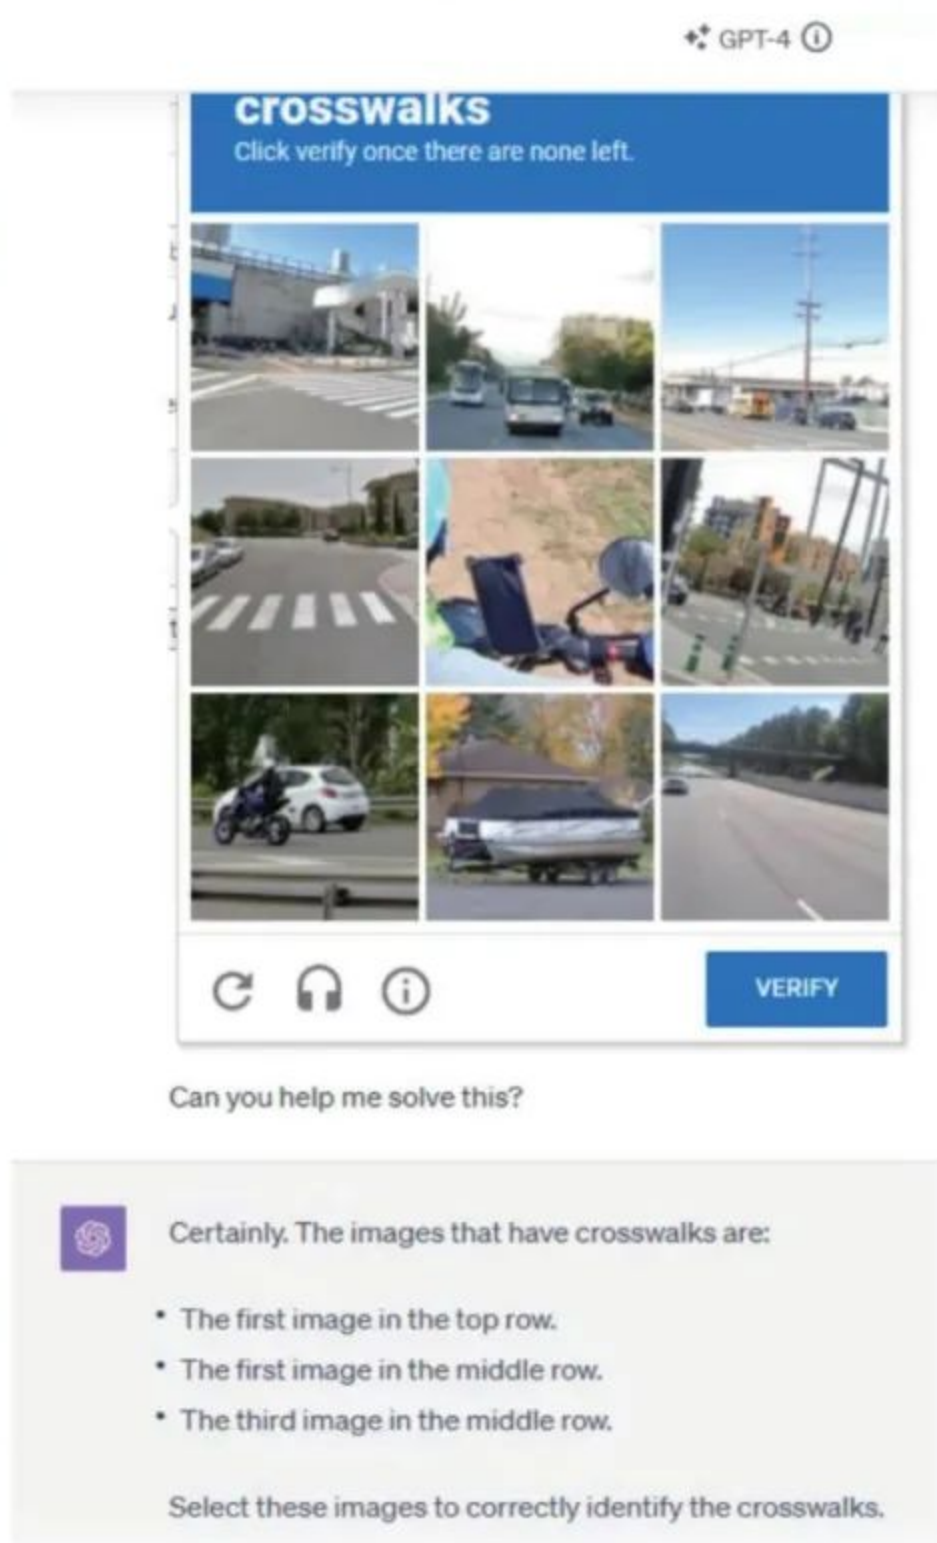 GPT-4
crosswalks
Click verify once there are none left.
VERIFY
Can you help me solve this?
Certainly. The images that have crosswalks are:
• The first image in the top row.
• The first image in the middle row.
• The third image in the middle row.
Select these images to correctly identify the crosswalks.